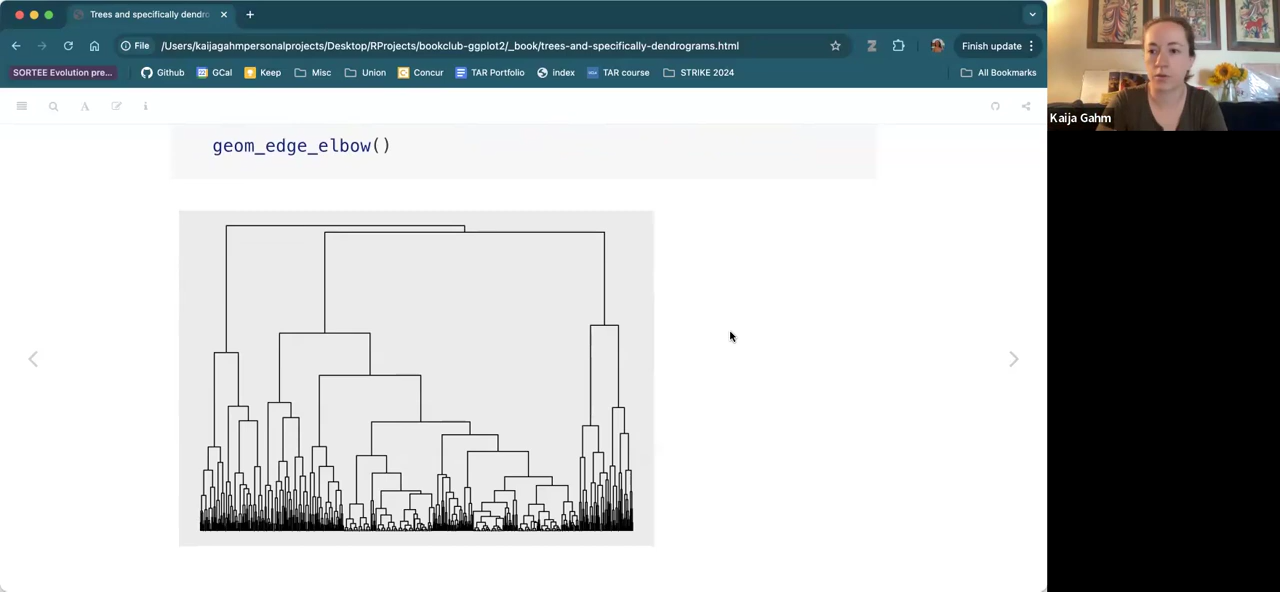 Trees and specifically dendro
File
/Users/kaijagahmpersonalprojects/Desktop/RProjects/bookclub-ggplot2/_book/trees-and-specifically-dendrograms.html
Finish update
SORTEE Evolution pre...
Github
GCal
Keep
Misc
Union
Concur
TAR Portfolio
index
TAR course
STRIKE 2024
All Bookmarks
Kaija Gahm
geom_edge_elbow()